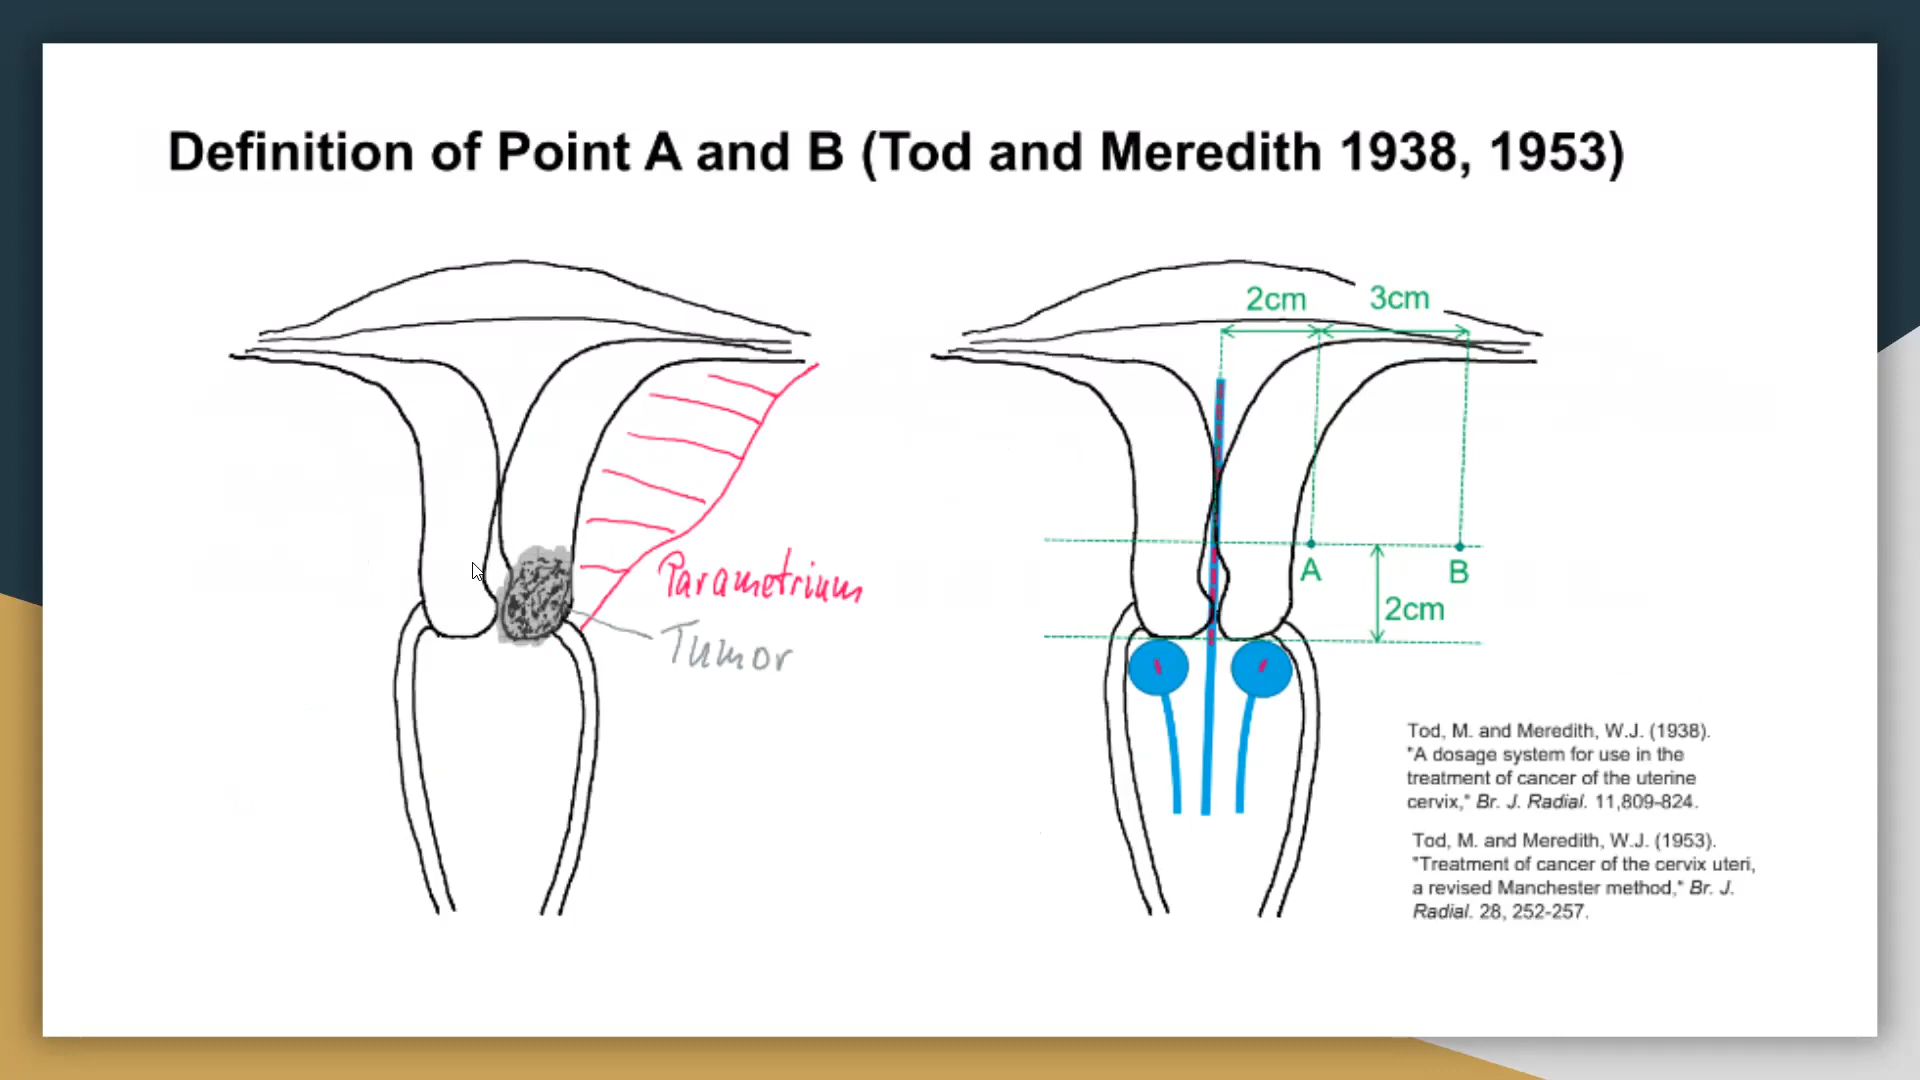 Definition of Point A and B (Tod and Meredith 1938, 1953)
2cm
3cm
A
B
2cm
Parametrium
Tumor
Tod, M. and Meredith, W.J. (1938).
"A dosage system for use in the
treatment of cancer of the uterine
cervix," Br. J. Radial. 11,809-824.
Tod, M. and Meredith, W.J. (1953).
"Treatment of cancer of the cervix uteri,
a revised Manchester method," Br. J.
Radial. 28, 252-257.